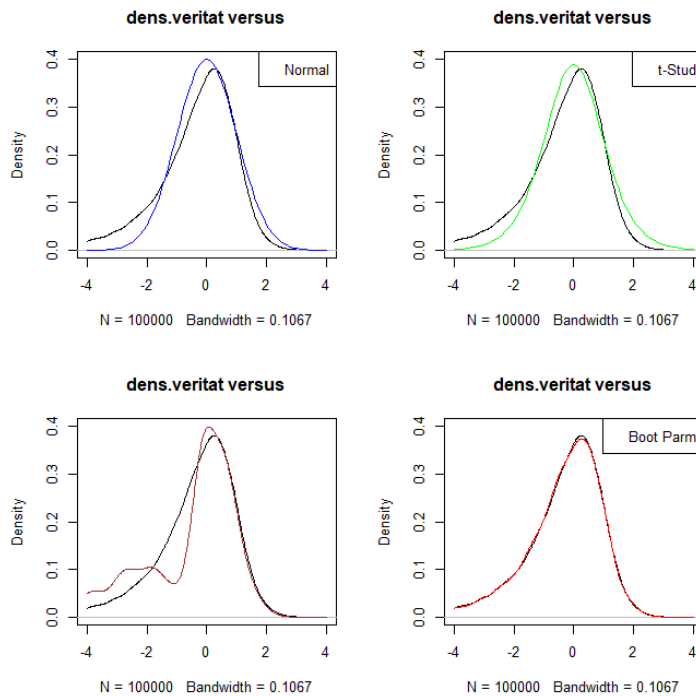 dens.veritat versus
Normal
Density
0.0 0.1 0.2 0.3 0.4
-4 -2 0 2 4
N = 100000 Bandwidth = 0.1067
dens.veritat versus
t-Stud
Density
0.0 0.1 0.2 0.3 0.4
-4 -2 0 2 4
N = 100000 Bandwidth = 0.1067
dens.veritat versus
Density
0.0 0.1 0.2 0.3 0.4
-4 -2 0 2 4
N = 100000 Bandwidth = 0.1067
dens.veritat versus
Boot Parm
Density
0.0 0.1 0.2 0.3 0.4
-4 -2 0 2 4
N = 100000 Bandwidth = 0.1067